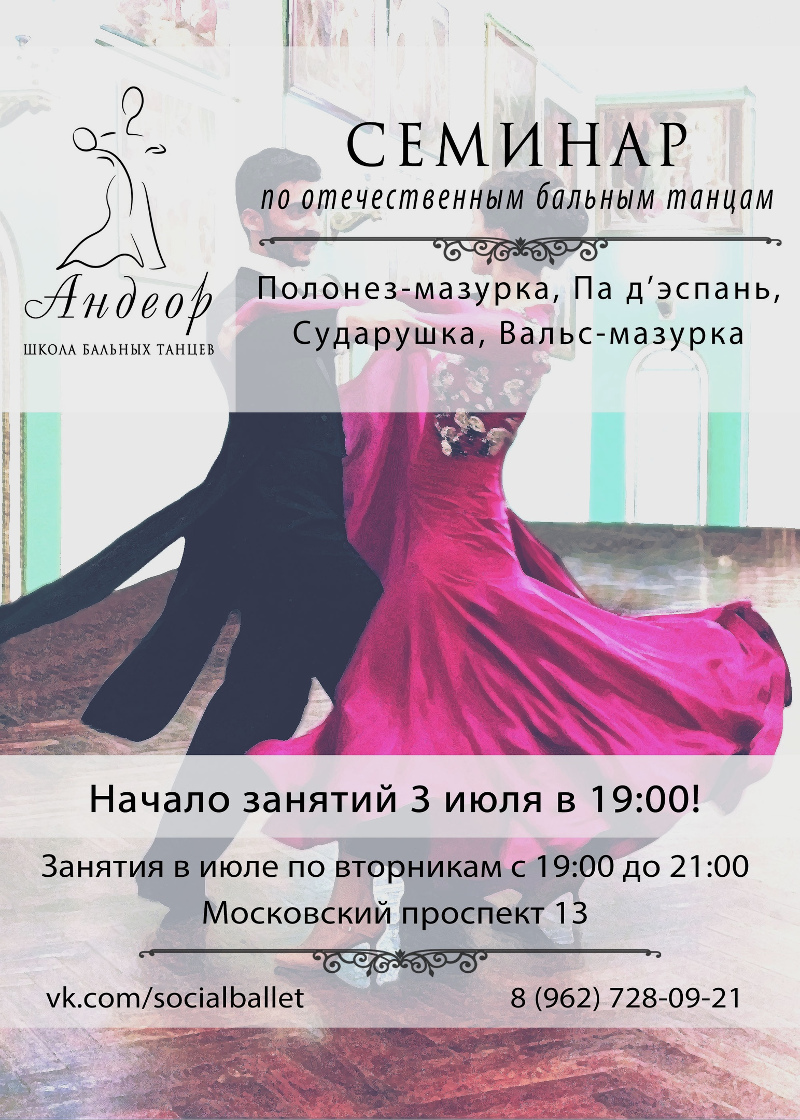 СЕМИНАР
по отечественным бальным танцам
Полонез-мазурка, Па д’эспань,
Сударушка, Вальс-мазурка
Андеор
ШКОЛА БАЛЬНЫХ ТАНЦЕВ
Начало занятий 3 июля в 19:00!
Занятия в июле по вторникам с 19:00 до 21:00
Московский проспект 13
vk.com/socialballet
8 (962) 728-09-21